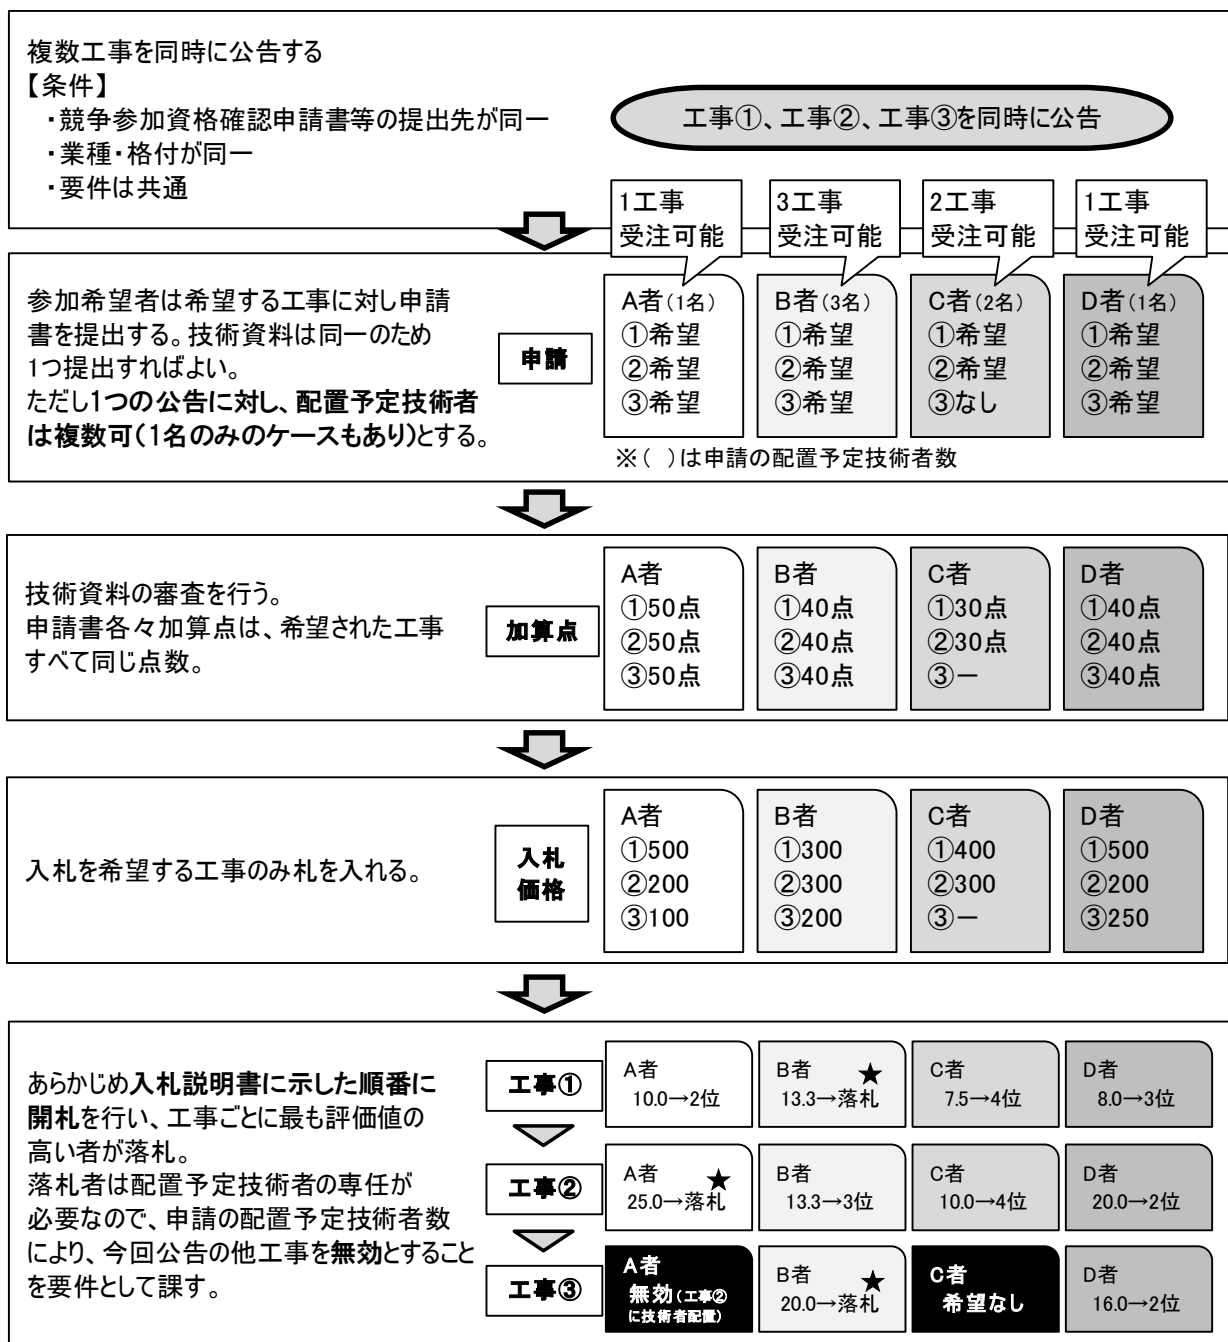 複数工事を同時に公告する
【条件】
・競争参加資格確認申請書等の提出先が同一
・業種・格付が同一
・要件は共通
工事①、工事②、工事③を同時に公告
1工事
受注可能
3工事
受注可能
2工事
受注可能
1工事
受注可能
参加希望者は希望する工事に対し申請
書を提出する。技術資料は同一のため
1つ提出すればよい。
ただし1つの公告に対し、配置予定技術者
は複数可(1名のみのケースもあり)とする。
申請
A者(1名)
①希望
②希望
③希望
B者(3名)
①希望
②希望
③希望
C者(2名)
①希望
②希望
③なし
D者(1名)
①希望
②希望
③希望
※( )は申請の配置予定技術者数
技術資料の審査を行う。
申請書各々加算点は、希望された工事
すべて同じ点数。
加算点
A者
①50点
②50点
③50点
B者
①40点
②40点
③40点
C者
①30点
②30点
③－
D者
①40点
②40点
③40点
入札を希望する工事のみ札を入れる。
入札
価格
A者
①500
②200
③100
B者
①300
②300
③200
C者
①400
②300
③－
D者
①500
②200
③250
あらかじめ入札説明書に示した順番に
開札を行い、工事ごとに最も評価値の
高い者が落札。
落札者は配置予定技術者の専任が
必要なので、申請の配置予定技術者数
により、今回公告の他工事を無効とすること
を要件として課す。
工事①
A者
10.0→2位
B者 ★
13.3→落札
C者
7.5→4位
D者
8.0→3位
工事②
A者 ★
25.0→落札
B者
13.3→3位
C者
10.0→4位
D者
20.0→2位
工事③
A者
無効(工事②
に技術者配置)
B者 ★
20.0→落札
C者
希望なし
D者
16.0→2位